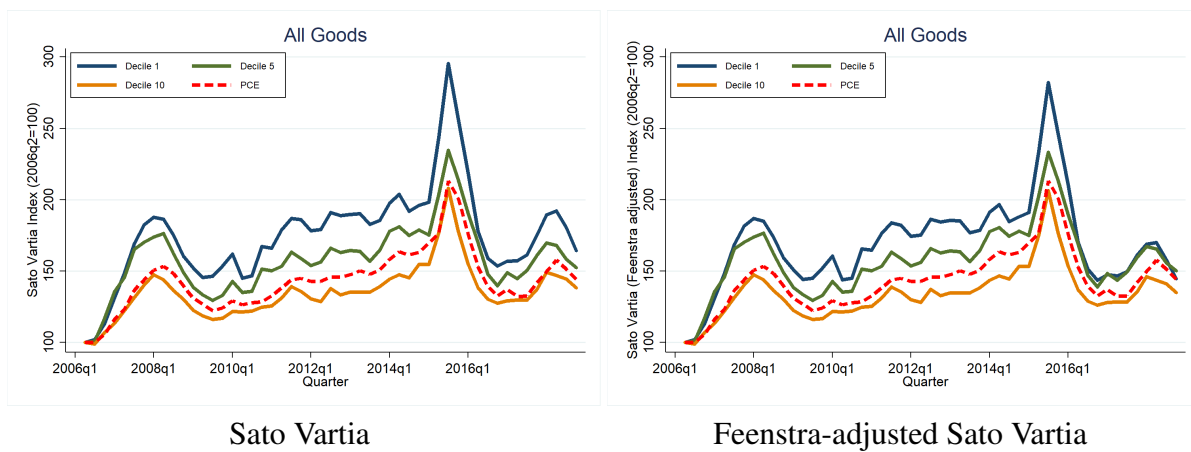 All Goods
Sato Vartia Index (2006q2=100)
300
250
200
150
100
Decile 1
Decile 5
Decile 10
PCE
2006q1 2008q1 2010q1 2012q1 2014q1 2016q1
Quarter
Sato Vartia
All Goods
Sato Vartia (Feenstra adjusted) Index (2006q2=100)
300
250
200
150
100
Decile 1
Decile 5
Decile 10
PCE
2006q1 2008q1 2010q1 2012q1 2014q1 2016q1
Quarter
Feenstra-adjusted Sato Vartia